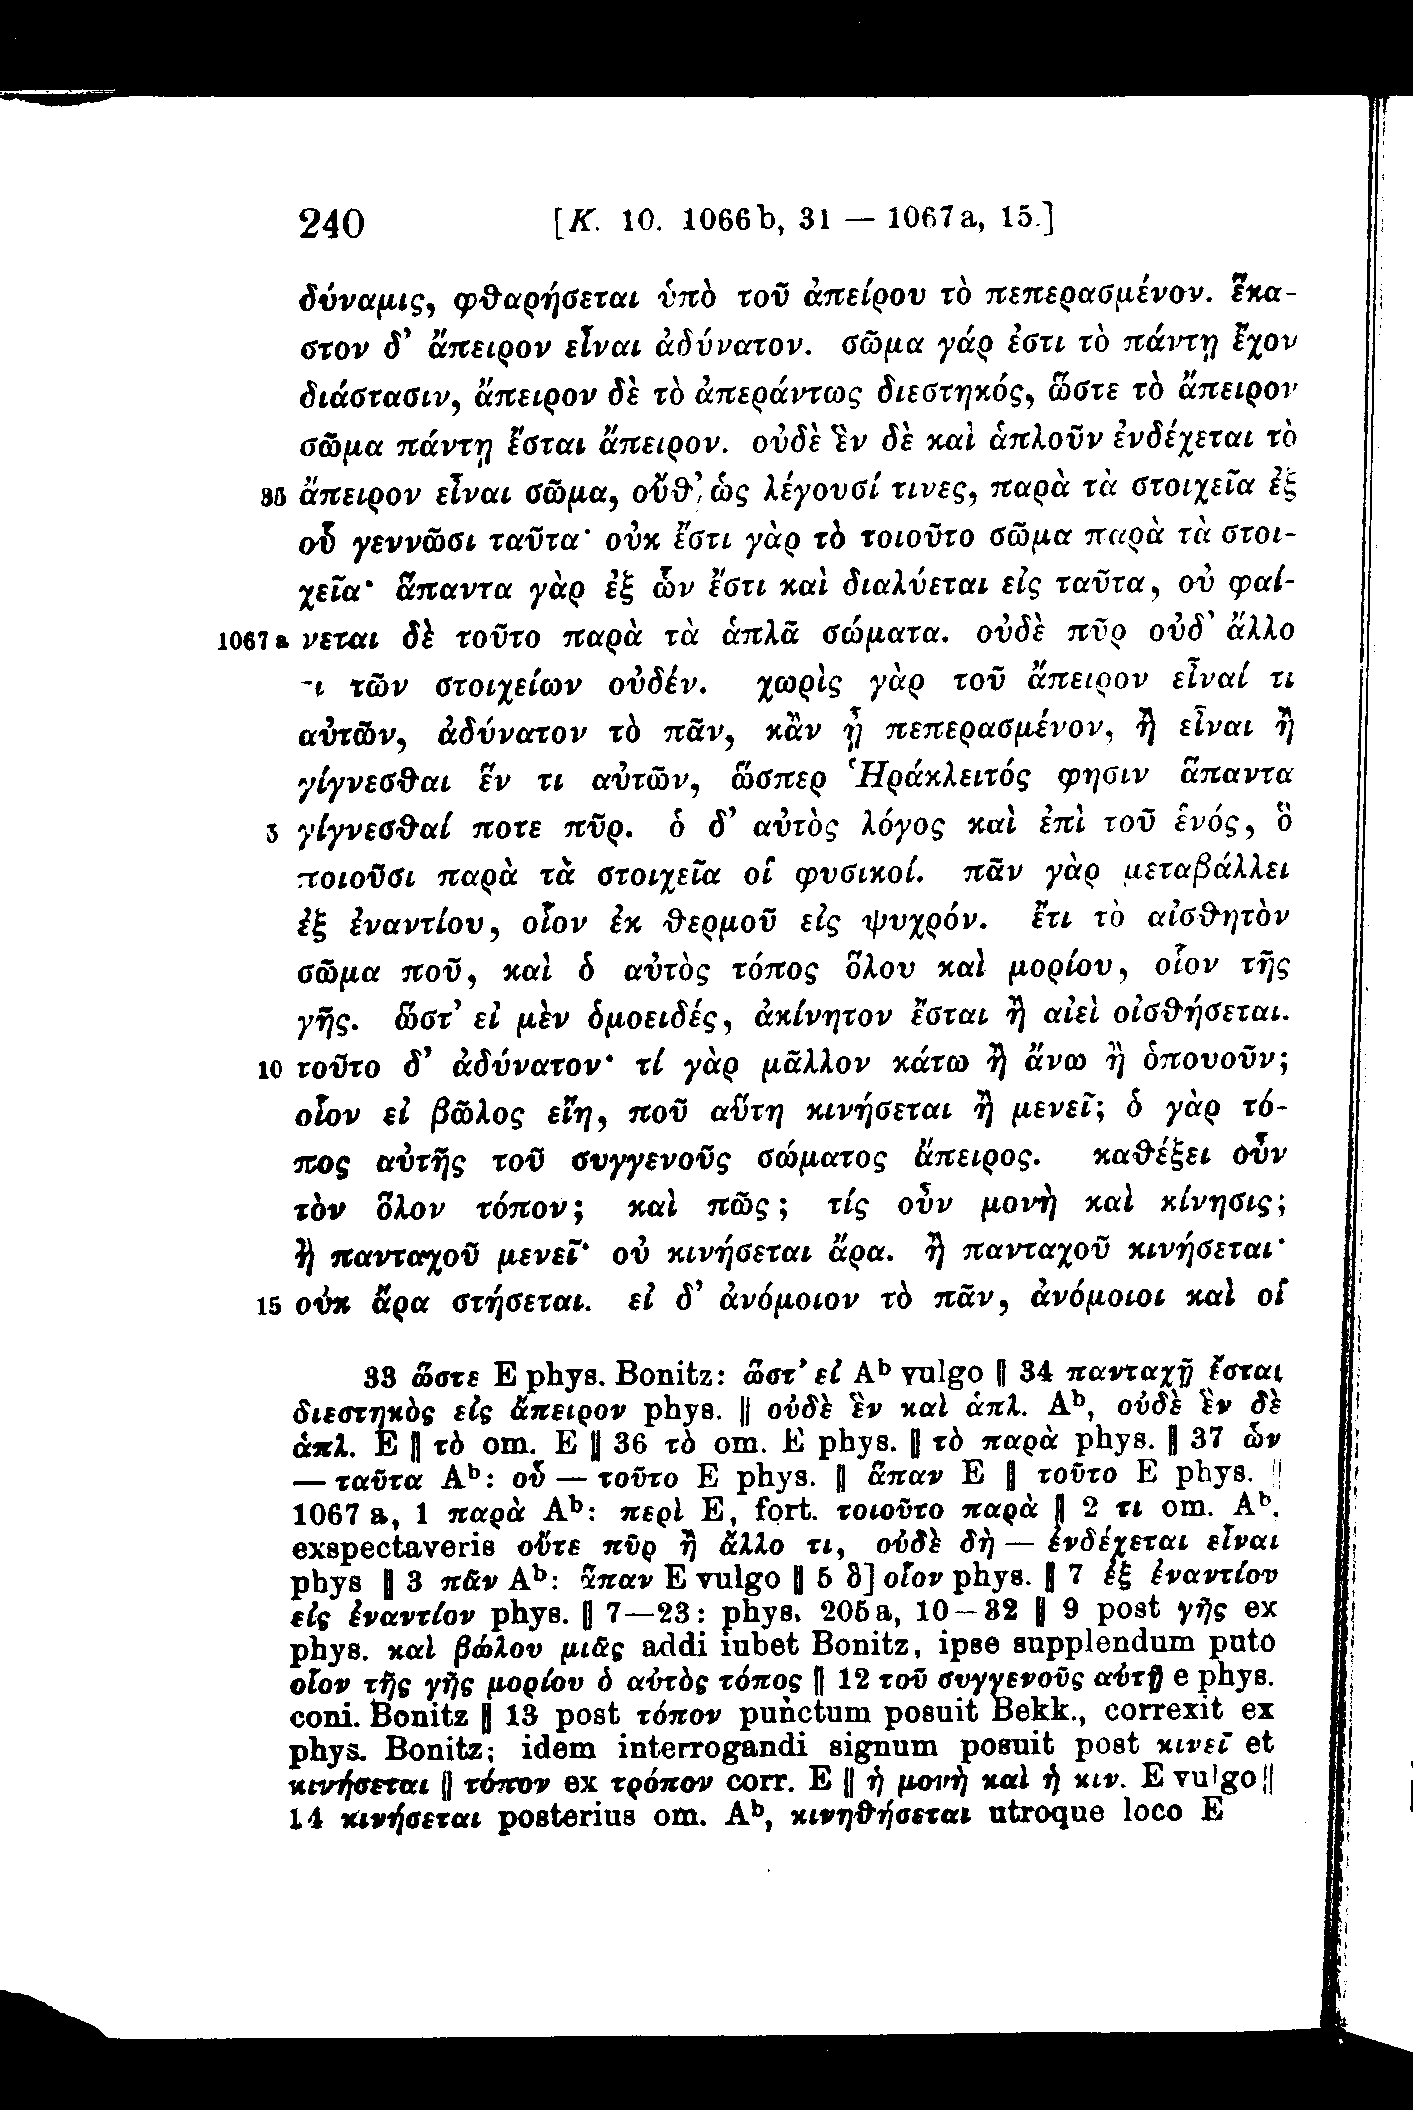 240 [K. 10. 1066b, 31 — 1067a, 15.]
δύναμις, φθαρήσεται ὑπὸ τοῦ ἀπείρου τὸ πεπερασμένον. ἕκα-
στον δ’ ἄπειρον εἶναι ἀδύνατον. σῶμα γάρ ἐστι τὸ πάντῃ ἔχον
διάστασιν, ἄπειρον δὲ τὸ ἀπεράντως διεστηκός, ὥστε τὸ ἄπειρον
σῶμα πάντῃ ἔσται ἄπειρον. οὐδὲ ἓν δὲ καὶ ἁπλοῦν ἐνδέχεται τὸ
35 ἄπειρον εἶναι σῶμα, οὔθ’ ὡς λέγουσί τινες, παρὰ τὰ στοιχεῖα ἐξ
οὗ γεννῶσι ταῦτα· οὐκ ἔστι γὰρ τὸ τοιοῦτο σῶμα παρὰ τὰ στοι-
χεῖα· ἅπαντα γὰρ ἐξ ὧν ἔστι καὶ διαλύεται εἰς ταῦτα, οὐ φαί-
1067a νεται δὲ τοῦτο παρὰ τὰ ἁπλᾶ σώματα. οὐδὲ πῦρ οὐδ’ ἄλλο
τι τῶν στοιχείων οὐδέν. χωρὶς γὰρ τοῦ ἄπειρον εἶναί τι
αὐτῶν, ἀδύνατον τὸ πᾶν, κἂν ᾖ πεπερασμένον, ἢ εἶναι ἢ
γίγνεσθαι ἕν τι αὐτῶν, ὥσπερ Ἡράκλειτός φησιν ἅπαντα
5 γίγνεσθαί ποτε πῦρ. ὁ δ’ αὐτὸς λόγος καὶ ἐπὶ τοῦ ἑνός, ὃ
ποιοῦσι παρὰ τὰ στοιχεῖα οἱ φυσικοί. πᾶν γὰρ μεταβάλλει
ἐξ ἐναντίου, οἷον ἐκ θερμοῦ εἰς ψυχρόν. ἔτι τὸ αἰσθητὸν
σῶμα ποῦ, καὶ ὁ αὐτὸς τόπος ὅλου καὶ μορίου, οἷον τῆς
γῆς. ὥστ’ εἰ μὲν ὁμοειδές, ἀκίνητον ἔσται ἢ αἰεὶ οἰσθήσεται.
10 τοῦτο δ’ ἀδύνατον· τί γὰρ μᾶλλον κάτω ἢ ἄνω ἢ ὁπουοῦν;
οἷον εἰ βῶλος εἴη, ποῦ αὕτη κινήσεται ἢ μενεῖ; ὁ γὰρ τό-
πος αὐτῆς τοῦ συγγενοῦς σώματος ἄπειρος. καθέξει οὖν
τὸν ὅλον τόπον; καὶ πῶς; τίς οὖν μονὴ καὶ κίνησις;
ἢ πανταχοῦ μενεῖ· οὐ κινήσεται ἄρα. ἢ πανταχοῦ κινήσεται·
15 οὐκ ἄρα στήσεται. εἰ δ’ ἀνόμοιον τὸ πᾶν, ἀνόμοιοι καὶ οἱ
33 ὥστε E phys. Bonitz: ὥστ’ εἰ Aᵇ vulgo || 34 πανταχῇ ἔσται
διεστηκὸς εἰς ἄπειρον phys. || οὐδὲ ἓν καὶ ἁπλ. Aᵇ, οὐδὲ ἓν δὲ
ἁπλ. E || τὸ om. E || 36 τὸ om. E phys. || τὸ παρὰ phys. || 37 ὧν
— ταῦτα Aᵇ: οὗ — τοῦτο E phys. || ἅπαν E || τοῦτο E phys. ||
1067 a, 1 παρὰ Aᵇ: περὶ E, fort. τοιοῦτο παρὰ || 2 τι om. Aᵇ.
exspectaveris οὔτε πῦρ ἢ ἄλλο τι, οὐδὲ δὴ — ἐνδέχεται εἶναι
phys || 3 πᾶν Aᵇ: ἅπαν E vulgo || 5 ὃ] οἷον phys. || 7 ἐξ ἐναντίου
εἰς ἐναντίον phys. || 7—23: phys. 205a, 10—32 || 9 post γῆς ex
phys. καὶ βώλου μιᾶς addi iubet Bonitz, ipse supplendum puto
οἷον τῆς γῆς μορίου ὁ αὐτὸς τόπος || 12 τοῦ συγγενοῦς αὐτῇ e phys.
coni. Bonitz || 13 post τόπον punctum posuit Bekk., correxit ex
phys. Bonitz; idem interrogandi signum posuit post κινεῖ et
κινήσεται || τόπον ex τρόπον corr. E || ἡ μονὴ καὶ ἡ κιν. E vulgo ||
14 κινήσεται posterius om. Aᵇ, κινηθήσεται utroque loco E